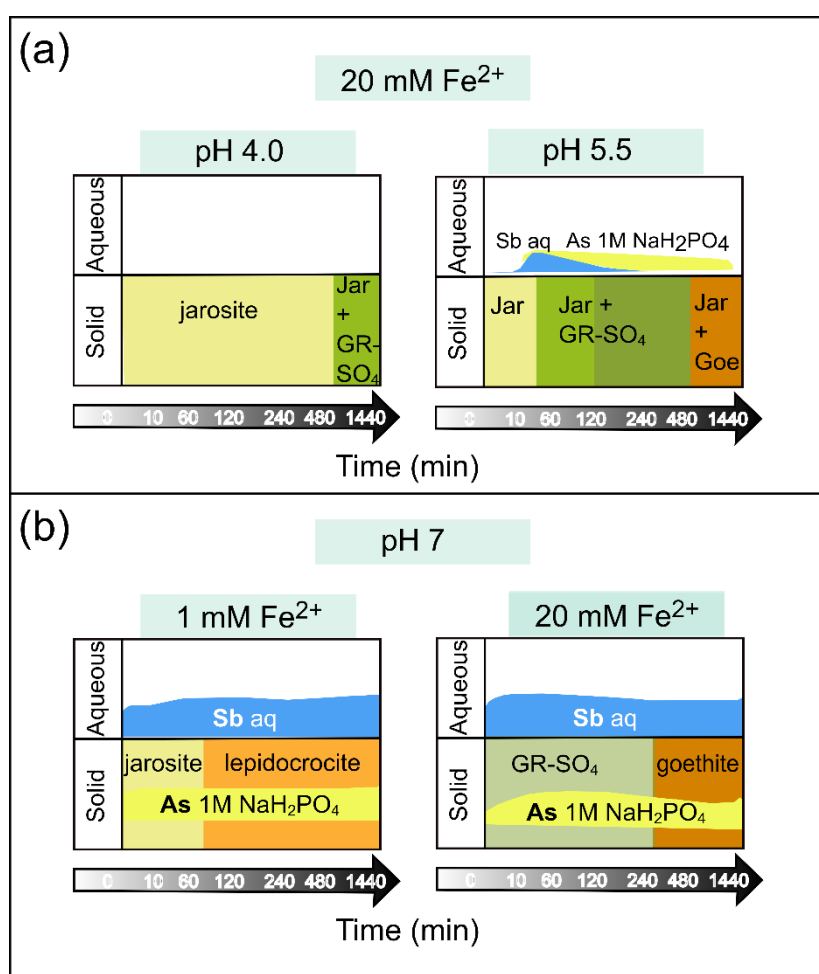 (a)
20 mM Fe²⁺
pH 4.0
Aqueous
Solid
jarosite
Jar
+
GR-
SO₄
0 10 60 120 240 480 1440
pH 5.5
Aqueous
Sb aq As 1M NaH₂PO₄
Solid
Jar
Jar +
GR-SO₄
Jar
+
Goe
0 10 60 120 240 480 1440
Time (min)
(b)
pH 7
1 mM Fe²⁺
Aqueous
Sb aq
Solid
jarosite lepidocrocite
As 1M NaH₂PO₄
0 10 60 120 240 480 1440
20 mM Fe²⁺
Aqueous
Sb aq
Solid
GR-SO₄ goethite
As 1M NaH₂PO₄
0 10 60 120 240 480 1440
Time (min)